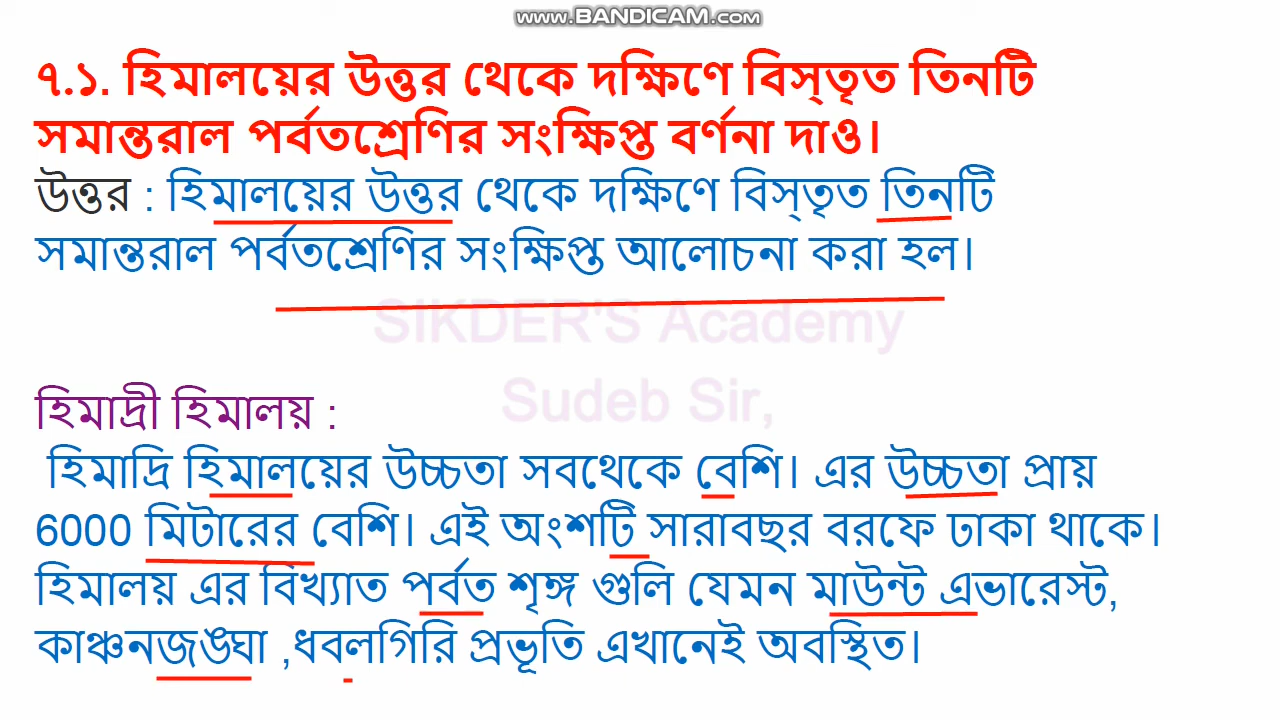 www.BANDICAM.com
৭.১. হিমালয়ের উত্তর থেকে দক্ষিণে বিস্তৃত তিনটি
সমান্তরাল পর্বতশ্রেণির সংক্ষিপ্ত বর্ণনা দাও।
উত্তর : হিমালয়ের উত্তর থেকে দক্ষিণে বিস্তৃত তিনটি
সমান্তরাল পর্বতশ্রেণির সংক্ষিপ্ত আলোচনা করা হল।
SIKDER'S Academy
Sudeb Sir,
হিমাদ্রী হিমালয় :
হিমাদ্রি হিমালয়ের উচ্চতা সবথেকে বেশি। এর উচ্চতা প্রায়
6000 মিটারের বেশি। এই অংশটি সারাবছর বরফে ঢাকা থাকে।
হিমালয় এর বিখ্যাত পর্বত শৃঙ্গ গুলি যেমন মাউন্ট এভারেস্ট,
কাঞ্চনজঙ্ঘা ,ধবলগিরি প্রভূতি এখানেই অবস্থিত।